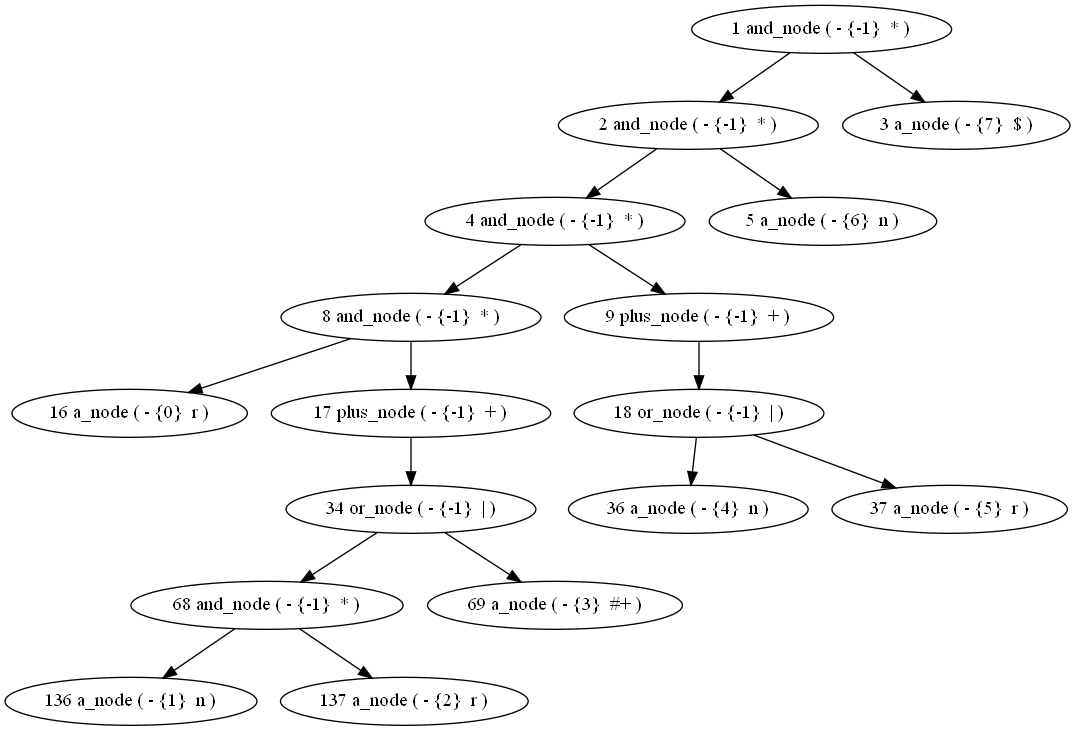 1 and_node ( - {-1}  * )
2 and_node ( - {-1}  * )
3 a_node ( - {7}  $ )
4 and_node ( - {-1}  * )
5 a_node ( - {6}  n )
8 and_node ( - {-1}  * )
9 plus_node ( - {-1}  + )
16 a_node ( - {0}  r )
17 plus_node ( - {-1}  + )
18 or_node ( - {-1}  | )
34 or_node ( - {-1}  | )
36 a_node ( - {4}  n )
37 a_node ( - {5}  r )
68 and_node ( - {-1}  * )
69 a_node ( - {3}  #+ )
136 a_node ( - {1}  n )
137 a_node ( - {2}  r )